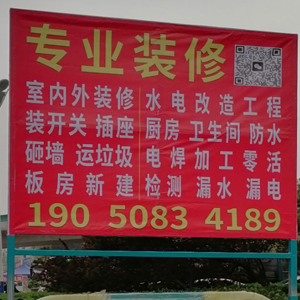 专业装修
室内外装修 水电改造工程
装开关 插座 厨房 卫生间 防水
砸墙 运垃圾 电焊加工零活
板房新建 检测 漏水 漏电
190 5083 4189